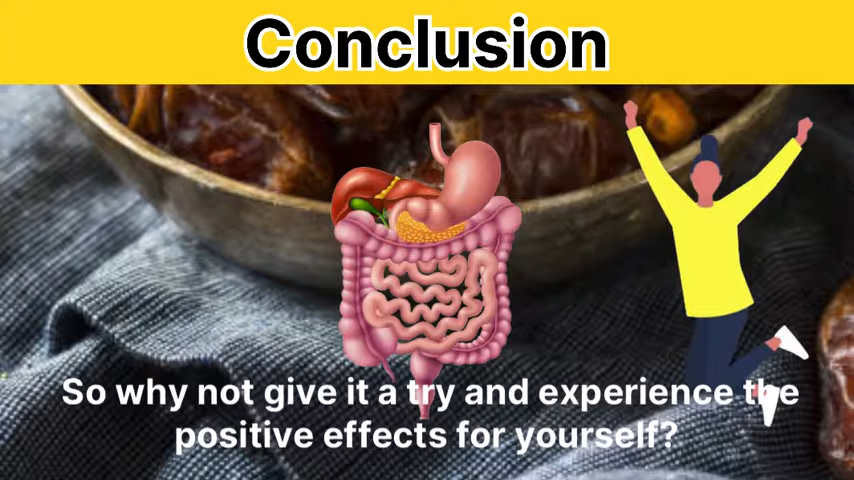 Conclusion
So why not give it a try and experience the
positive effects for yourself?